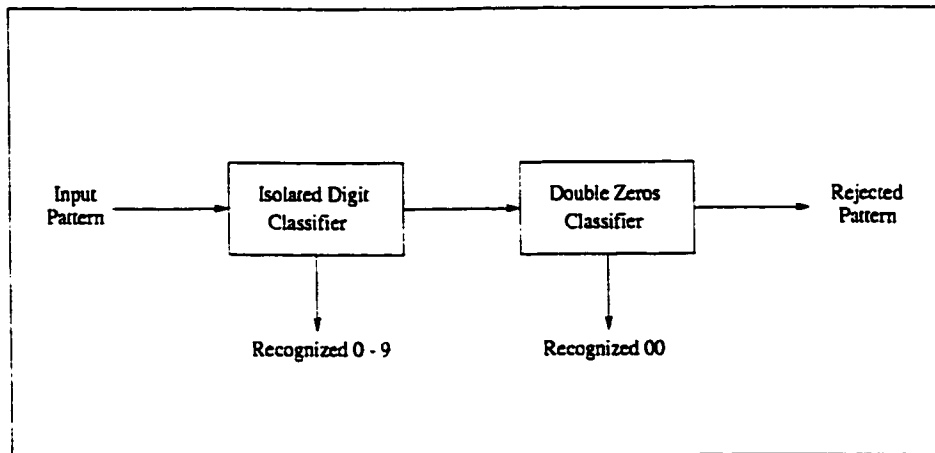 Input
Pattern
Isolated Digit
Classifier
Double Zeros
Classifier
Rejected
Pattern
Recognized 0 - 9
Recognized 00